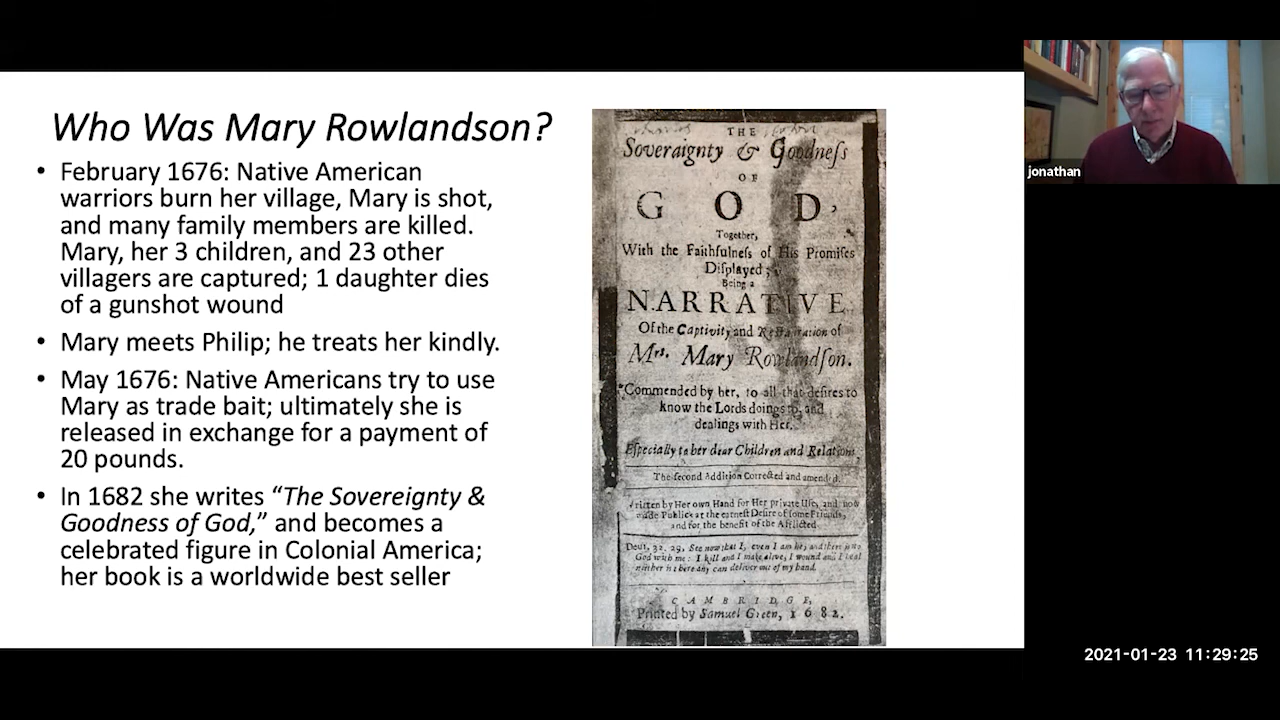 Who Was Mary Rowlandson?
• February 1676: Native American
warriors burn her village, Mary is shot,
and many family members are killed.
Mary, her 3 children, and 23 other
villagers are captured; 1 daughter dies
of a gunshot wound
• Mary meets Philip; he treats her kindly.
• May 1676: Native Americans try to use
Mary as trade bait; ultimately she is
released in exchange for a payment of
20 pounds.
• In 1682 she writes “The Sovereignty &
Goodness of God,” and becomes a
celebrated figure in Colonial America;
her book is a worldwide best seller
THE
Soveraignty & Goodneſs
OF
GOD,
Together,
With the Faithfulneſs of His Promiſes
Diſplayed;
Being a
NARRATIVE
Of the Captivity and Reſtauration of
Mrs. Mary Rowlandſon.
Commended by her, to all that deſires to
know the Lords doings to, and
dealings with Her.
Eſpecially to her dear Children and Relations.
The ſecond Addition Corrected and amended.
Written by Her own Hand for Her private Uſe, and now
made Publick at the earneſt Deſire of ſome Friends,
and for the benefit of the Afflicted
Deut, 32. 29, See now that I, even I am he, and there is no
God with me: I kill and I make alive, I wound and I heal
neither is there any can deliver out of my hand.
CAMBRIDGE,
Printed by Samuel Green, 1682.
jonathan
2021-01-23 11:29:25